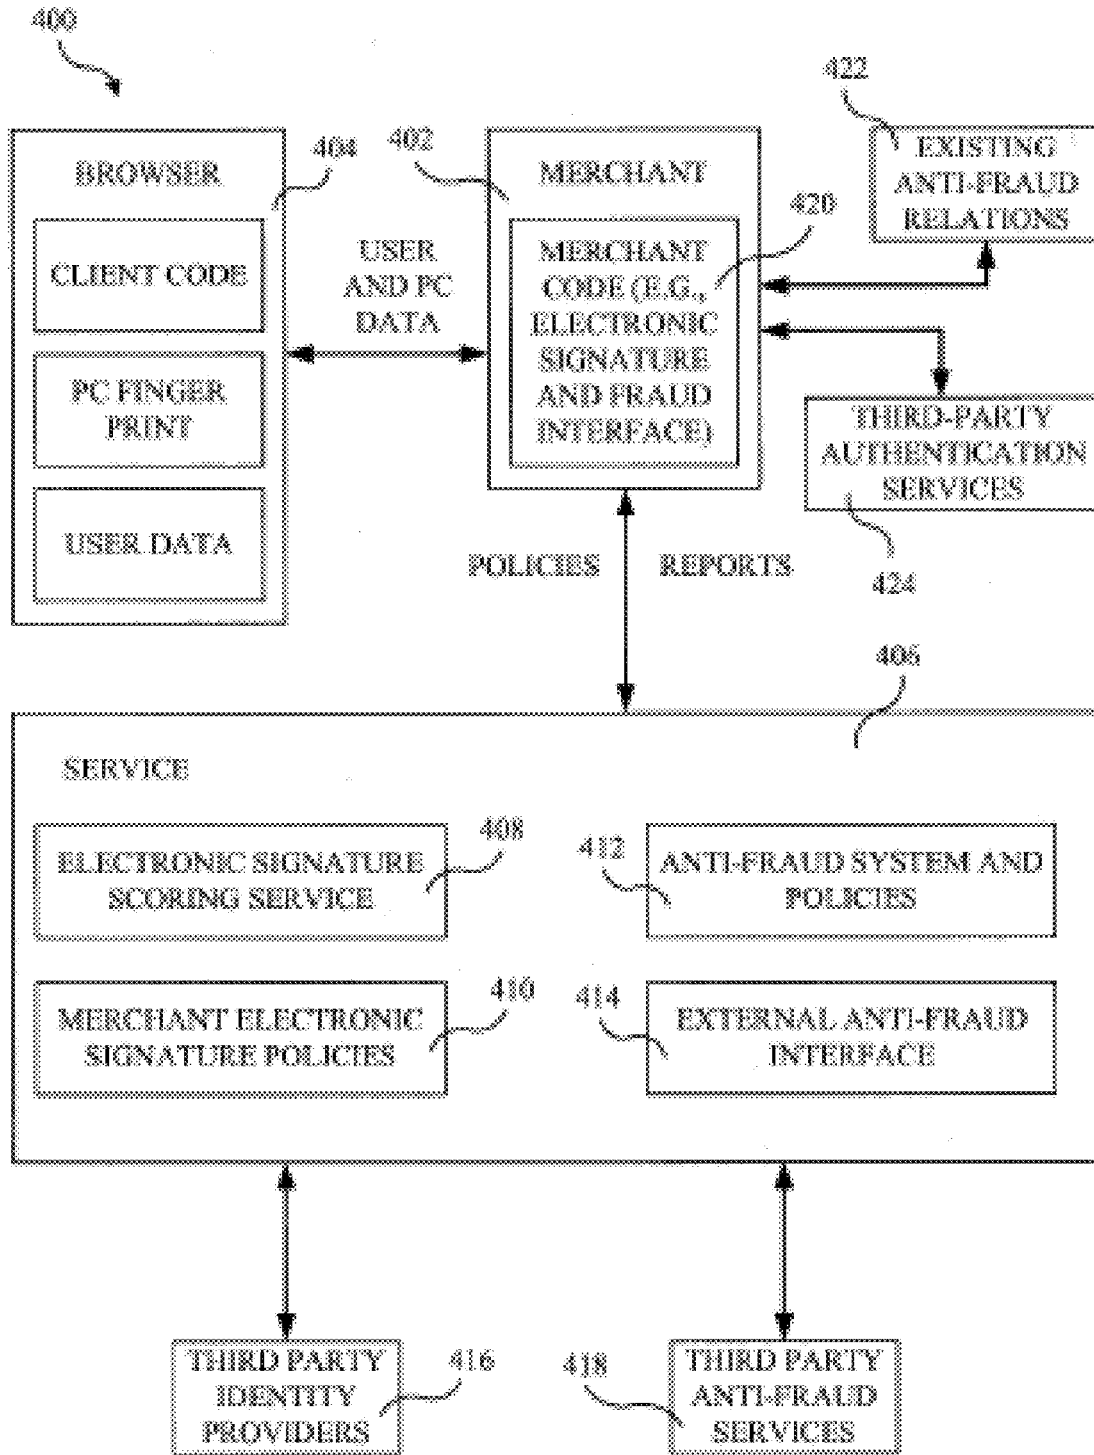 400
BROWSER
404
CLIENT CODE
PC FINGER
PRINT
USER DATA
USER
AND PC
DATA
402
MERCHANT
420
MERCHANT
CODE (E.G.,
ELECTRONIC
SIGNATURE
AND FRAUD
INTERFACE)
422
EXISTING
ANTI-FRAUD
RELATIONS
THIRD-PARTY
AUTHENTICATION
SERVICES
424
POLICIES
REPORTS
406
SERVICE
ELECTRONIC SIGNATURE
SCORING SERVICE
408
412
ANTI-FRAUD SYSTEM AND
POLICIES
MERCHANT ELECTRONIC
SIGNATURE POLICIES
410
414
EXTERNAL ANTI-FRAUD
INTERFACE
THIRD PARTY
IDENTITY
PROVIDERS
416
418
THIRD PARTY
ANTI-FRAUD
SERVICES